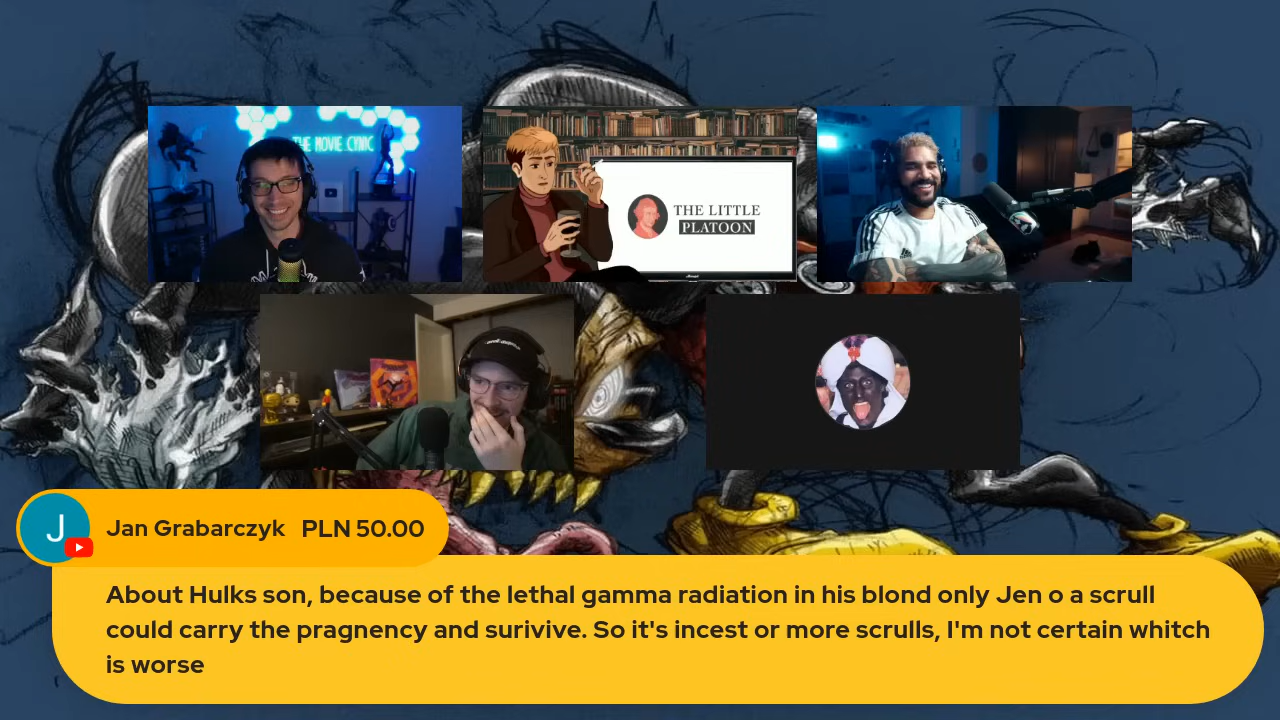 THE MOVIE CYNIC
THE LITTLE
PLATOON
J
Jan Grabarczyk PLN 50.00
About Hulks son, because of the lethal gamma radiation in his blond only Jen o a scrull
could carry the pragnency and surivive. So it's incest or more scrulls, I'm not certain whitch
is worse